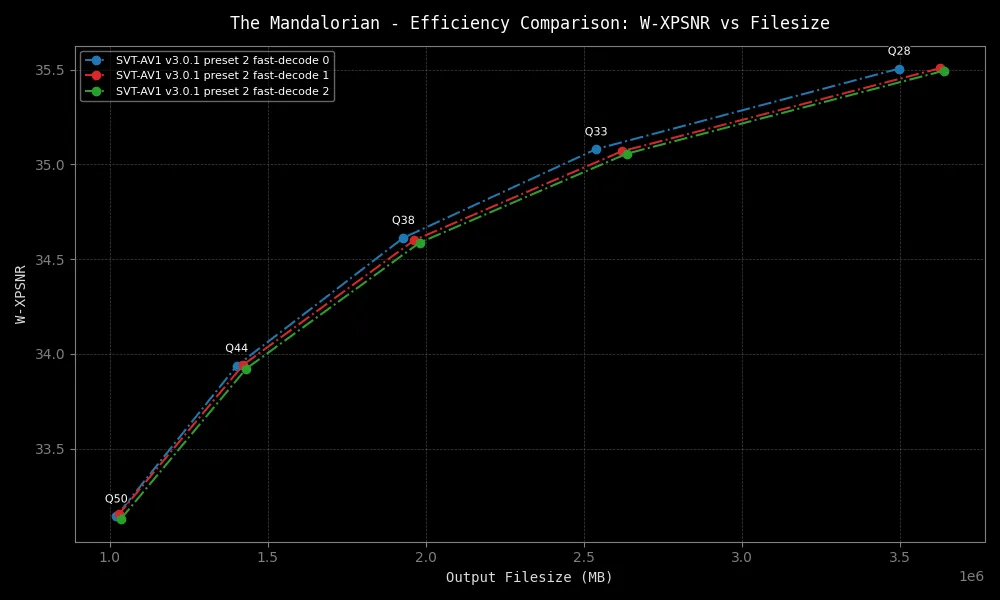 The Mandalorian - Efficiency Comparison: W-XPSNR vs Filesize
SVT-AV1 v3.0.1 preset 2 fast-decode 0
SVT-AV1 v3.0.1 preset 2 fast-decode 1
SVT-AV1 v3.0.1 preset 2 fast-decode 2
Q28
Q33
Q38
Q44
Q50
W-XPSNR
35.5
35.0
34.5
34.0
33.5
1.0 1.5 2.0 2.5 3.0 3.5
1e6
Output Filesize (MB)